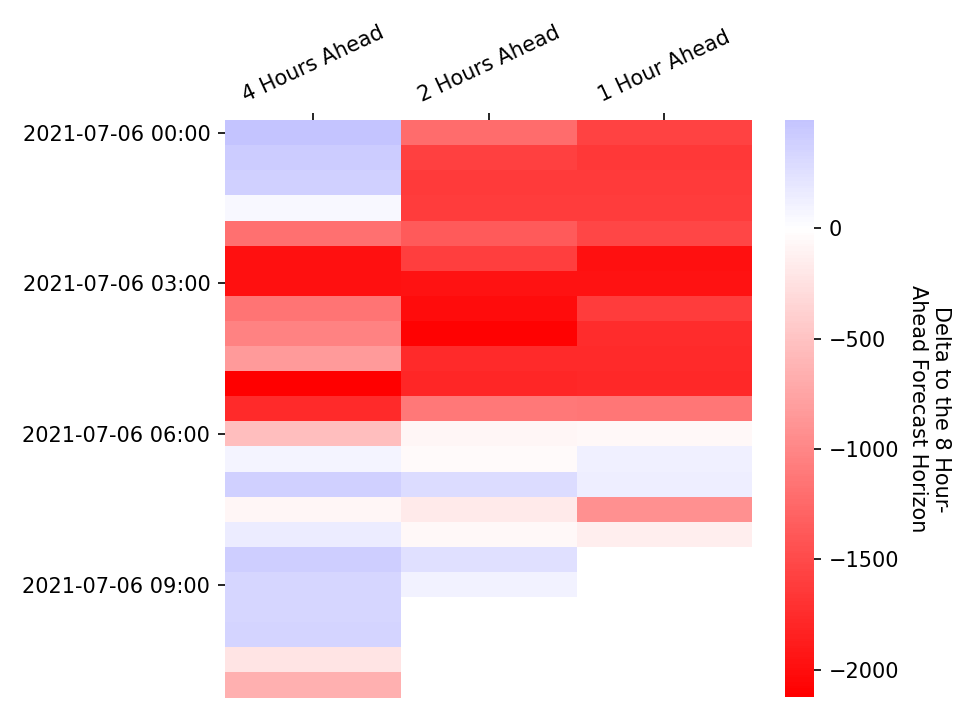 4 Hours Ahead
2 Hours Ahead
1 Hour Ahead
2021-07-06 00:00
2021-07-06 03:00
2021-07-06 06:00
2021-07-06 09:00
0
−500
−1000
−1500
−2000
Delta to the 8 Hour-
Ahead Forecast Horizon